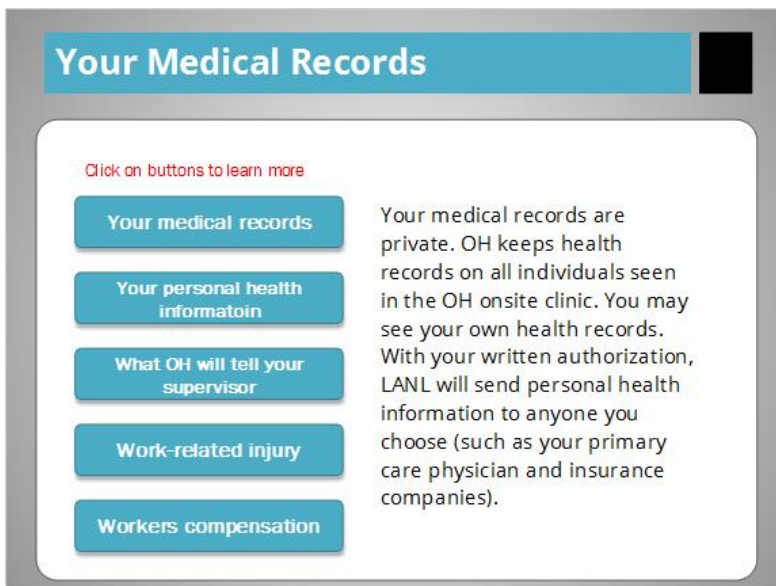 Your Medical Records
Click on buttons to learn more
Your medical records
Your personal health
informatoin
What OH will tell your
supervisor
Work-related injury
Workers compensation
Your medical records are
private. OH keeps health
records on all individuals seen
in the OH onsite clinic. You may
see your own health records.
With your written authorization,
LANL will send personal health
information to anyone you
choose (such as your primary
care physician and insurance
companies).